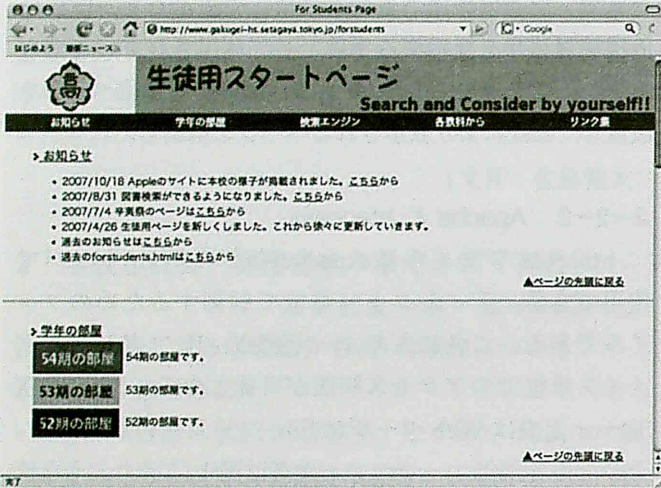 For Students Page
http://www.gakugei-hs.setagaya.tokyo.jp/forstudents
Google
はじめよう 最新ニュース
高
生徒用スタートページ
Search and Consider by yourself!!
お知らせ 学年の部屋 検索エンジン 各教科から リンク集
> お知らせ
• 2007/10/18 Appleのサイトに本校の様子が掲載されました。こちらから
• 2007/8/31 図書検索ができるようになりました。こちらから
• 2007/7/4 辛夷祭のページはこちらから
• 2007/4/26 生徒用ページを新しくしました。これから徐々に更新していきます。
• 過去のお知らせはこちらから
• 過去のforstudents.htmlはこちらから
▲ページの先頭に戻る
> 学年の部屋
54期の部屋 54期の部屋です。
53期の部屋 53期の部屋です。
52期の部屋 52期の部屋です。
▲ページの先頭に戻る
完了